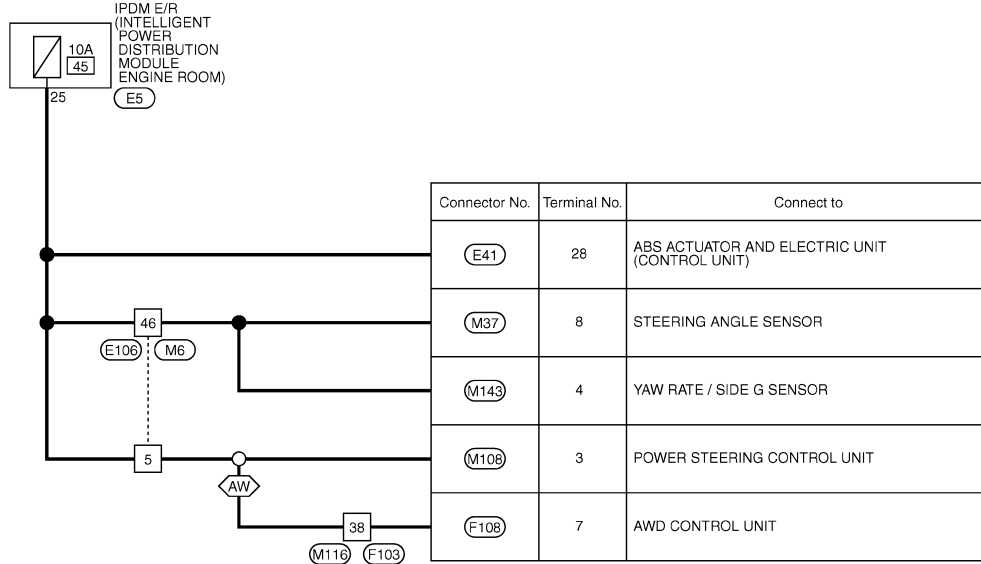 IPDM E/R
(INTELLIGENT
POWER
DISTRIBUTION
MODULE
ENGINE ROOM)
10A
45
25
E5
Connector No.
Terminal No.
Connect to
E41
28
ABS ACTUATOR AND ELECTRIC UNIT
(CONTROL UNIT)
46
E106
M6
M37
8
STEERING ANGLE SENSOR
M143
4
YAW RATE / SIDE G SENSOR
5
M108
3
POWER STEERING CONTROL UNIT
AW
38
M116
F103
F108
7
AWD CONTROL UNIT